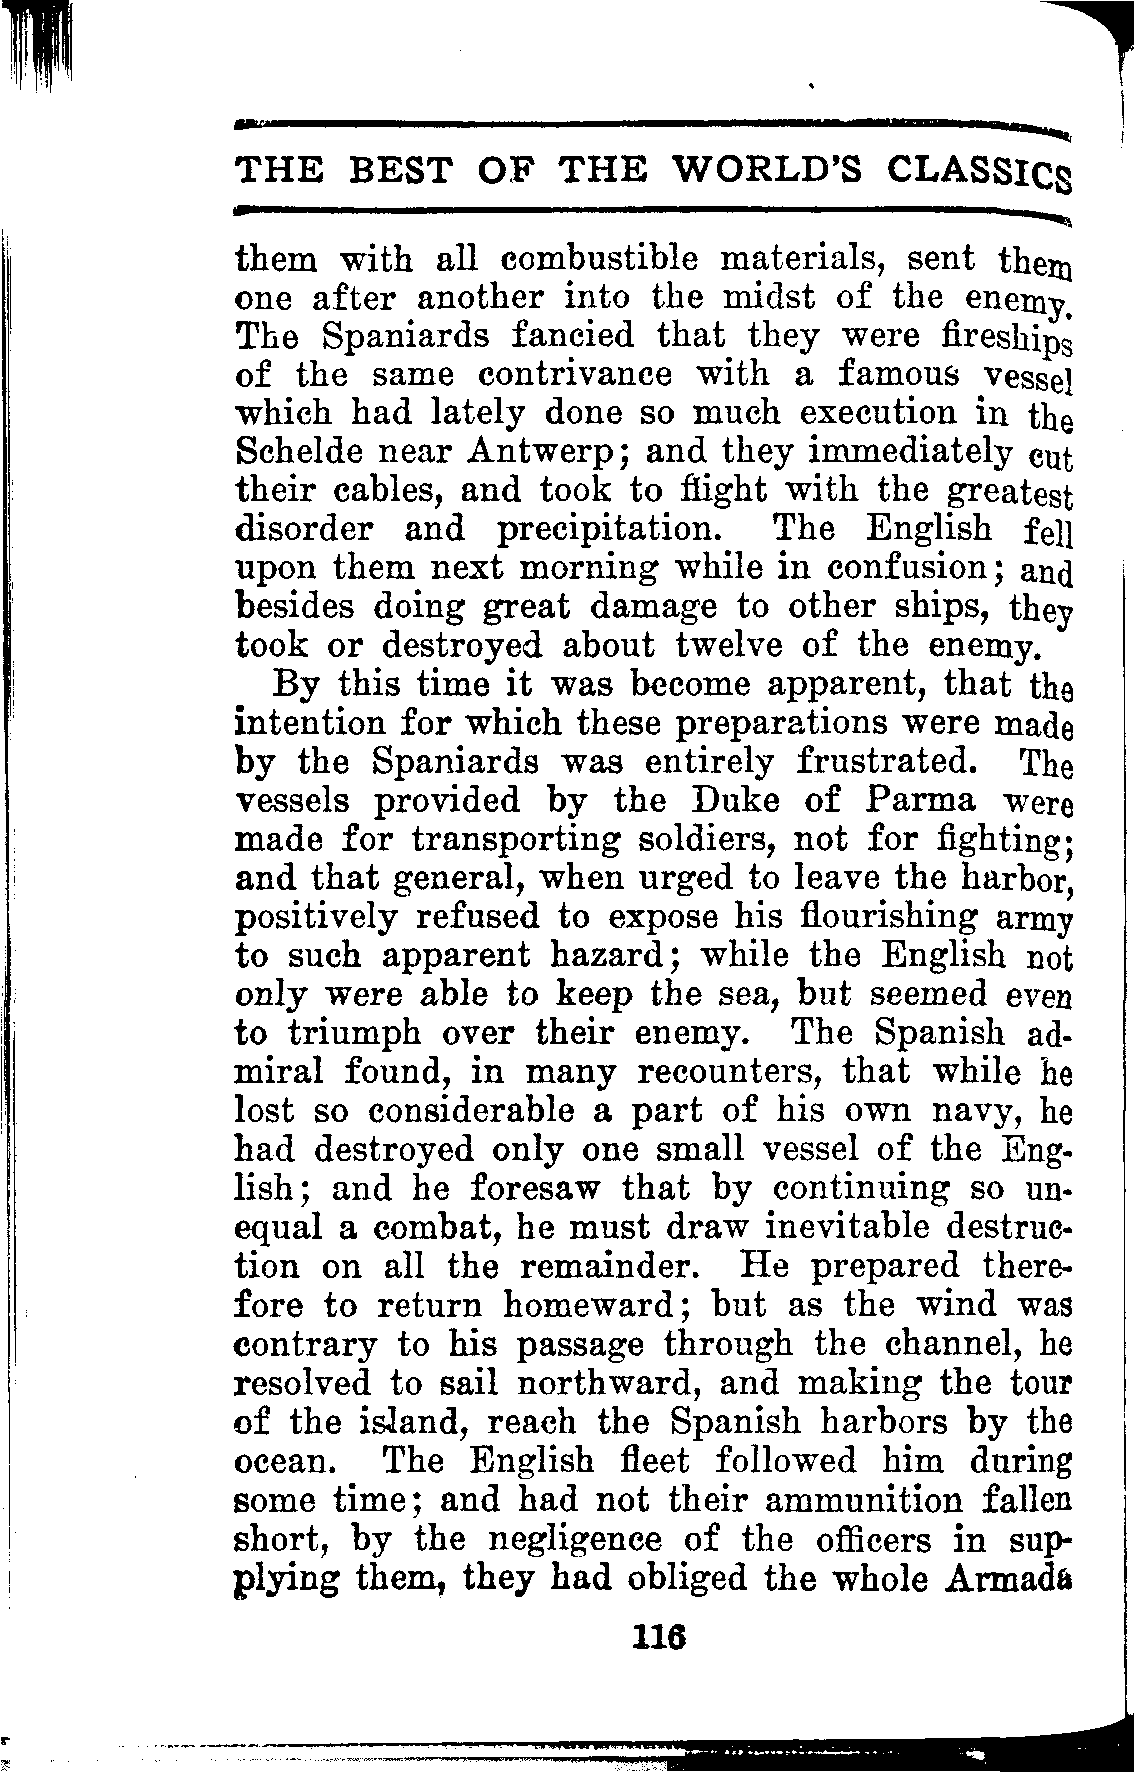 THE BEST OF THE WORLD'S CLASSICS
them with all combustible materials, sent them
one after another into the midst of the enemy.
The Spaniards fancied that they were fireships
of the same contrivance with a famous vessel
which had lately done so much execution in the
Schelde near Antwerp; and they immediately cut
their cables, and took to flight with the greatest
disorder and precipitation. The English fell
upon them next morning while in confusion; and
besides doing great damage to other ships, they
took or destroyed about twelve of the enemy.
By this time it was become apparent, that the
intention for which these preparations were made
by the Spaniards was entirely frustrated. The
vessels provided by the Duke of Parma were
made for transporting soldiers, not for fighting;
and that general, when urged to leave the harbor,
positively refused to expose his flourishing army
to such apparent hazard; while the English not
only were able to keep the sea, but seemed even
to triumph over their enemy. The Spanish ad-
miral found, in many recounters, that while he
lost so considerable a part of his own navy, he
had destroyed only one small vessel of the Eng-
lish; and he foresaw that by continuing so un-
equal a combat, he must draw inevitable destruc-
tion on all the remainder. He prepared there-
fore to return homeward; but as the wind was
contrary to his passage through the channel, he
resolved to sail northward, and making the tour
of the island, reach the Spanish harbors by the
ocean. The English fleet followed him during
some time; and had not their ammunition fallen
short, by the negligence of the officers in sup-
plying them, they had obliged the whole Armada
116